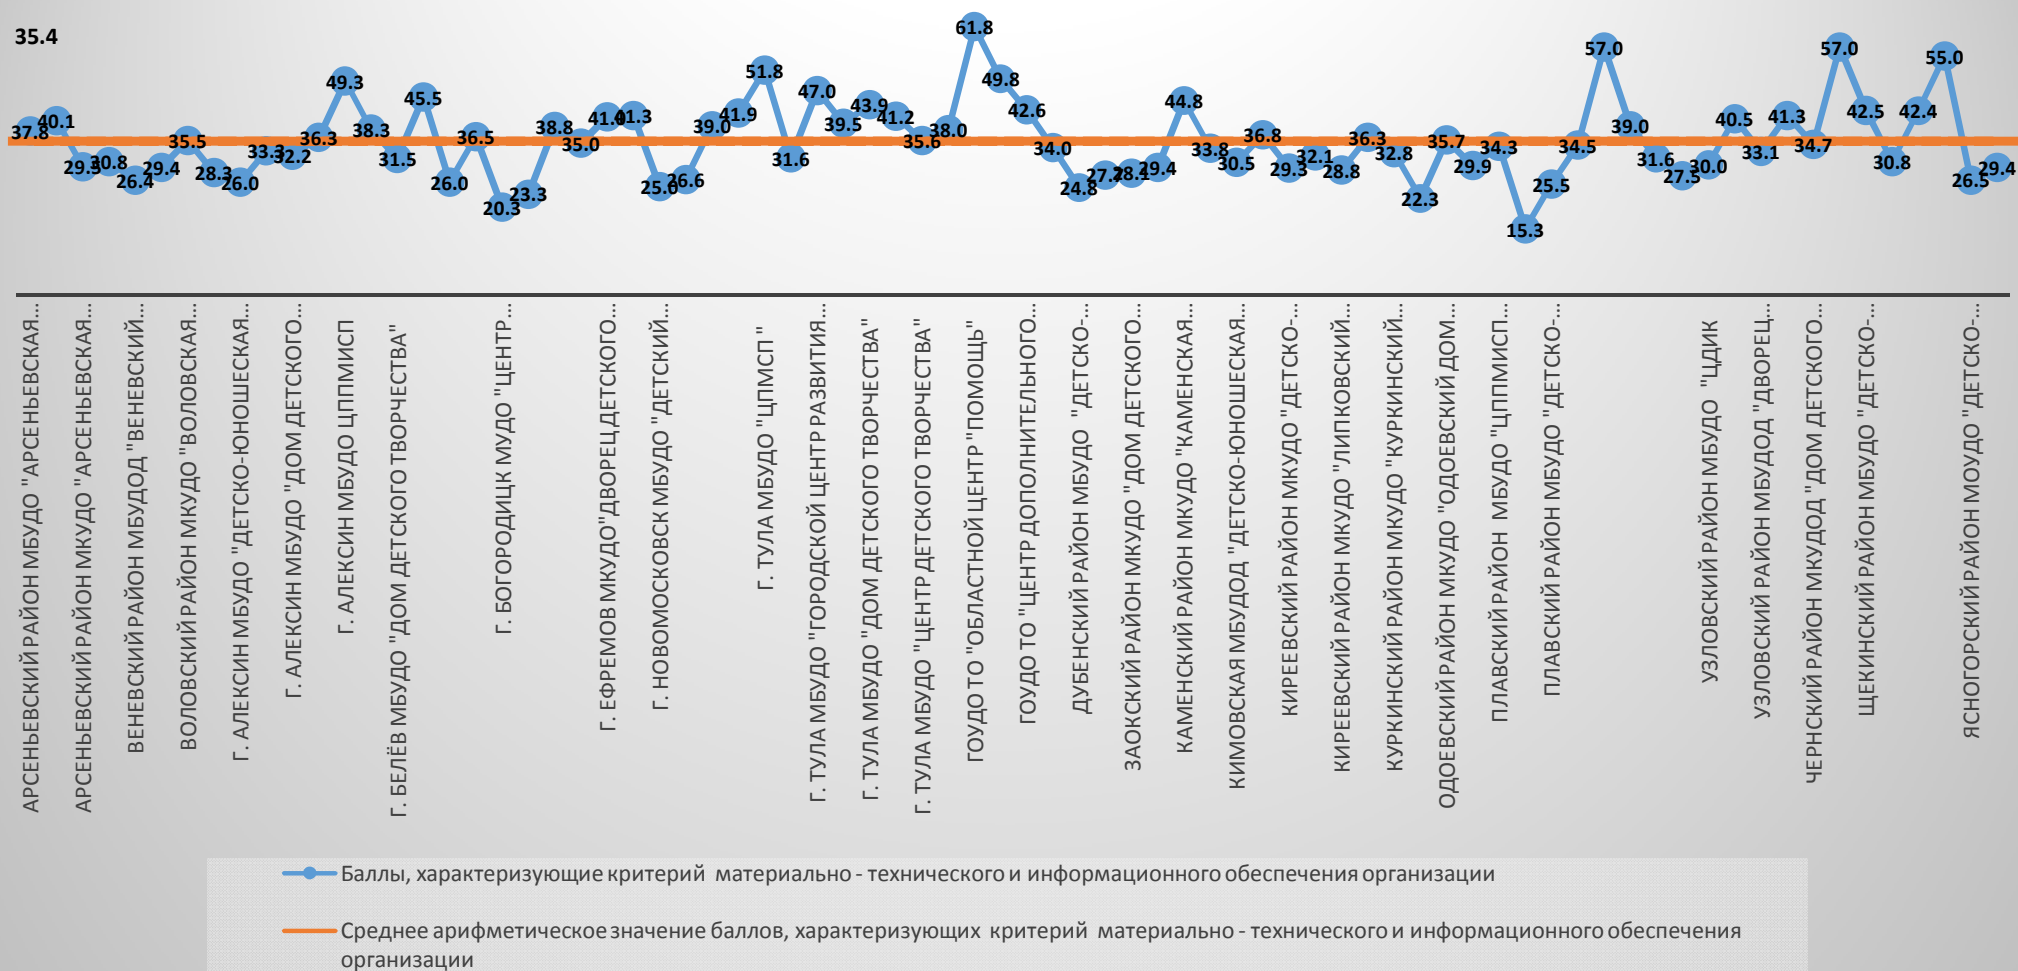 35.4
37.8
40.1
29.3
30.8
26.4
29.4
35.5
28.3
26.0
33.3
32.2
36.3
49.3
38.3
31.5
45.5
26.0
36.5
20.3
23.3
38.8
35.0
41.0
41.3
25.0
26.6
39.0
41.9
51.8
31.6
47.0
39.5
43.9
41.2
35.6
38.0
61.8
49.8
42.6
34.0
24.8
28.1
29.4
44.8
33.8
30.5
36.8
29.3
32.1
28.8
36.3
32.8
22.3
35.7
29.9
34.3
15.3
25.5
34.5
57.0
39.0
31.6
27.5
30.0
40.5
33.1
41.3
34.7
57.0
42.5
30.8
42.4
55.0
26.5
29.4
АРСЕНЬЕВСКИЙ РАЙОН МБУДО "АРСЕНЬЕВСКАЯ…
АРСЕНЬЕВСКИЙ РАЙОН МКУДО "АРСЕНЬЕВСКАЯ…
ВЕНЕВСКИЙ РАЙОН МБУДОД "ВЕНЕВСКИЙ…
ВОЛОВСКИЙ РАЙОН МКУДО "ВОЛОВСКАЯ…
Г. АЛЕКСИН МБУДО "ДЕТСКО-ЮНОШЕСКАЯ…
Г. АЛЕКСИН МБУДО "ДОМ ДЕТСКОГО…
Г. АЛЕКСИН МБУДО ЦППМИСП
Г. БЕЛЁВ МБУДО "ДОМ ДЕТСКОГО ТВОРЧЕСТВА"
Г. БОГОРОДИЦК МУДО "ЦЕНТР…
Г. ЕФРЕМОВ МКУДО"ДВОРЕЦ ДЕТСКОГО…
Г. НОВОМОСКОВСК МБУДО "ДЕТСКИЙ…
Г. ТУЛА МБУДО "ЦПМСП"
Г. ТУЛА МБУДО "ГОРОДСКОЙ ЦЕНТР РАЗВИТИЯ…
Г. ТУЛА МБУДО "ДОМ ДЕТСКОГО ТВОРЧЕСТВА"
Г. ТУЛА МБУДО "ЦЕНТР ДЕТСКОГО ТВОРЧЕСТВА"
ГОУДО ТО "ОБЛАСТНОЙ ЦЕНТР "ПОМОЩЬ"
ГОУДО ТО "ЦЕНТР ДОПОЛНИТЕЛЬНОГО…
ДУБЕНСКИЙ РАЙОН МБУДО "ДЕТСКО-…
ЗАОКСКИЙ РАЙОН МКУДО "ДОМ ДЕТСКОГО…
КАМЕНСКИЙ РАЙОН МКУДО "КАМЕНСКАЯ…
КИМОВСКАЯ МБУДОД "ДЕТСКО-ЮНОШЕСКАЯ…
КИРЕЕВСКИЙ РАЙОН МКУДО "ДЕТСКО-…
КИРЕЕВСКИЙ РАЙОН МКУДО "ЛИПКОВСКИЙ…
КУРКИНСКИЙ РАЙОН МКУДО "КУРКИНСКИЙ…
ОДОЕВСКИЙ РАЙОН МКУДО "ОДОЕВСКИЙ ДОМ…
ПЛАВСКИЙ РАЙОН МБУДО "ЦППМИСП…
ПЛАВСКИЙ РАЙОН МБУДО "ДЕТСКО-…
УЗЛОВСКИЙ РАЙОН МБУДО "ЦДИК
УЗЛОВСКИЙ РАЙОН МБУДОД "ДВОРЕЦ…
ЧЕРНСКИЙ РАЙОН МКУДОД "ДОМ ДЕТСКОГО…
ЩЕКИНСКИЙ РАЙОН МБУДО "ДЕТСКО-…
ЯСНОГОРСКИЙ РАЙОН МОУДО "ДЕТСКО-…
Баллы, характеризующие критерий материально - технического и информационного обеспечения организации
Среднее арифметическое значение баллов, характеризующих критерий материально - технического и информационного обеспечения
организации